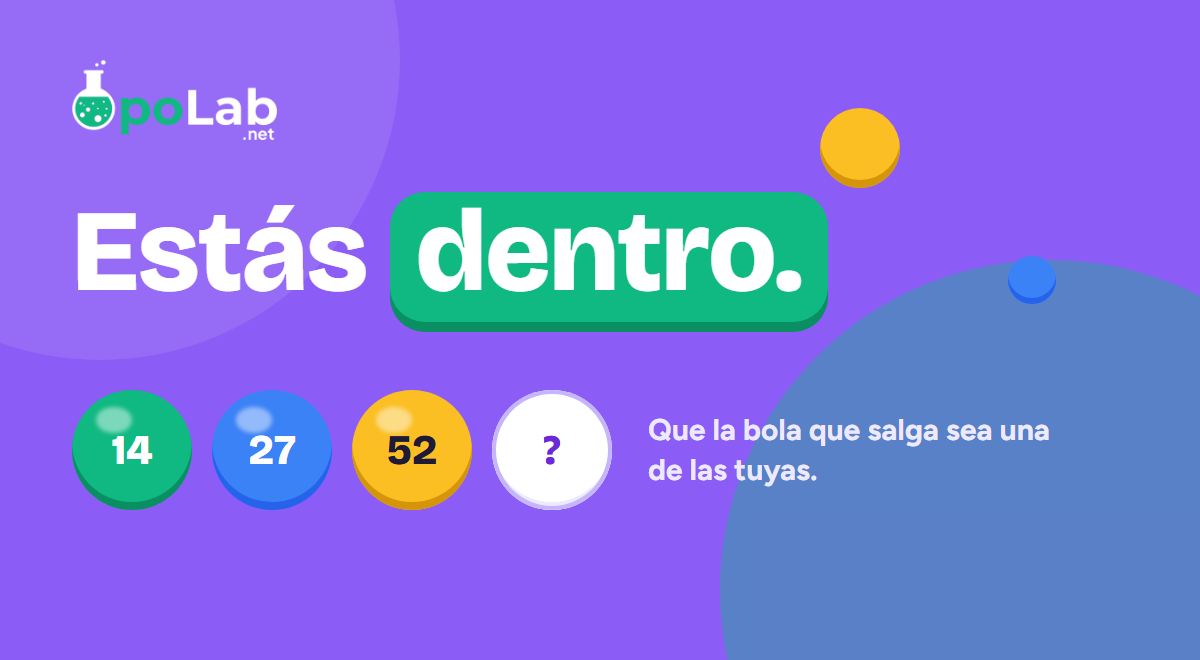 opoLab
.net
Estás dentro.
14 27 52 ?
Que la bola que salga sea una
de las tuyas.